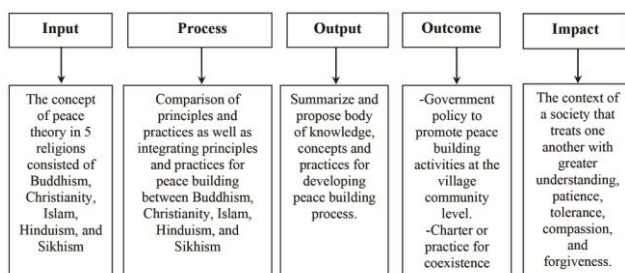 Input
Process
Output
Outcome
Impact
The concept
of peace
theory in 5
religions
consisted of
Buddhism,
Christianity,
Islam,
Hinduism, and
Sikhism
Comparison of
principles and
practices as well as
integrating principles
and practices for
peace building
between Buddhism,
Christianity, Islam,
Hinduism, and
Sikhism
Summarize and
propose body of
knowledge,
concepts and
practices for
developing
peace building
process.
-Government
policy to
promote peace
building
activities at the
village
community
level.
-Charter or
practice for
coexistence
The context of
a society that
treats one
another with
greater
understanding,
patience,
tolerance,
compassion,
and
forgiveness.